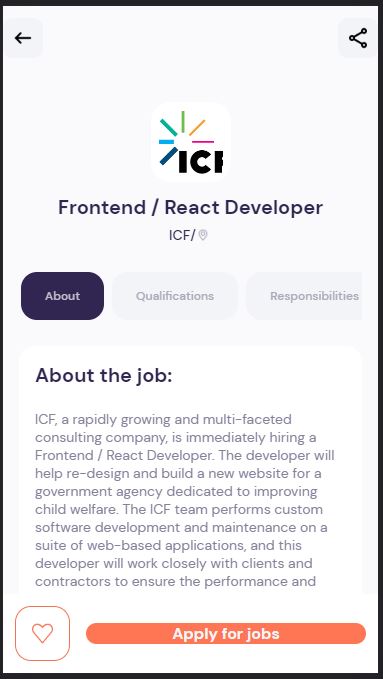 ICF
Frontend / React Developer
ICF/
About
Qualifications
Responsibilities
About the job:
ICF, a rapidly growing and multi-faceted
consulting company, is immediately hiring a
Frontend / React Developer. The developer will
help re-design and build a new website for a
government agency dedicated to improving
child welfare. The ICF team performs custom
software development and maintenance on a
suite of web-based applications, and this
developer will work closely with clients and
contractors to ensure the performance and
Apply for jobs